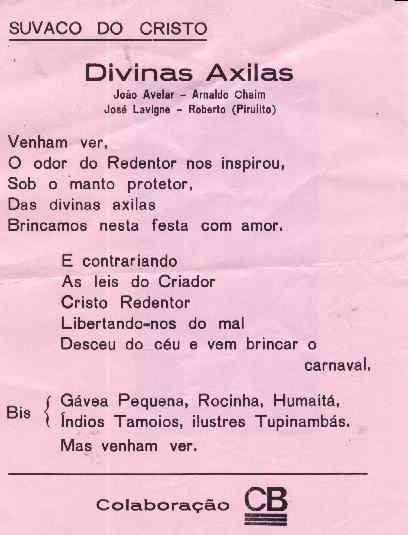 SUVACO DO CRISTO
Divinas Axilas
João Avelar - Arnaldo Chaim
José Lavigne - Roberto (Pirulito)
Venham ver,
O odor do Redentor nos inspirou,
Sob o manto protetor,
Das divinas axilas
Brincamos nesta festa com amor.
E contrariando
As leis do Criador
Cristo Redentor
Libertando-nos do mal
Desceu do céu e vem brincar o
carnaval,
Bis { Gávea Pequena, Rocinha, Humaitá,
Índios Tamoios, ilustres Tupinambás.
Mas venham ver.
Colaboração CB